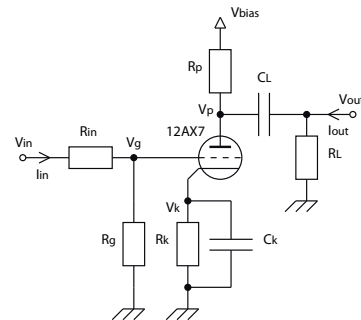 Vbias
Rp
CL
Vp
Vout
12AX7
Vin
Rin
Vg
Iout
Iin
RL
Vk
Rg
Rk
Ck